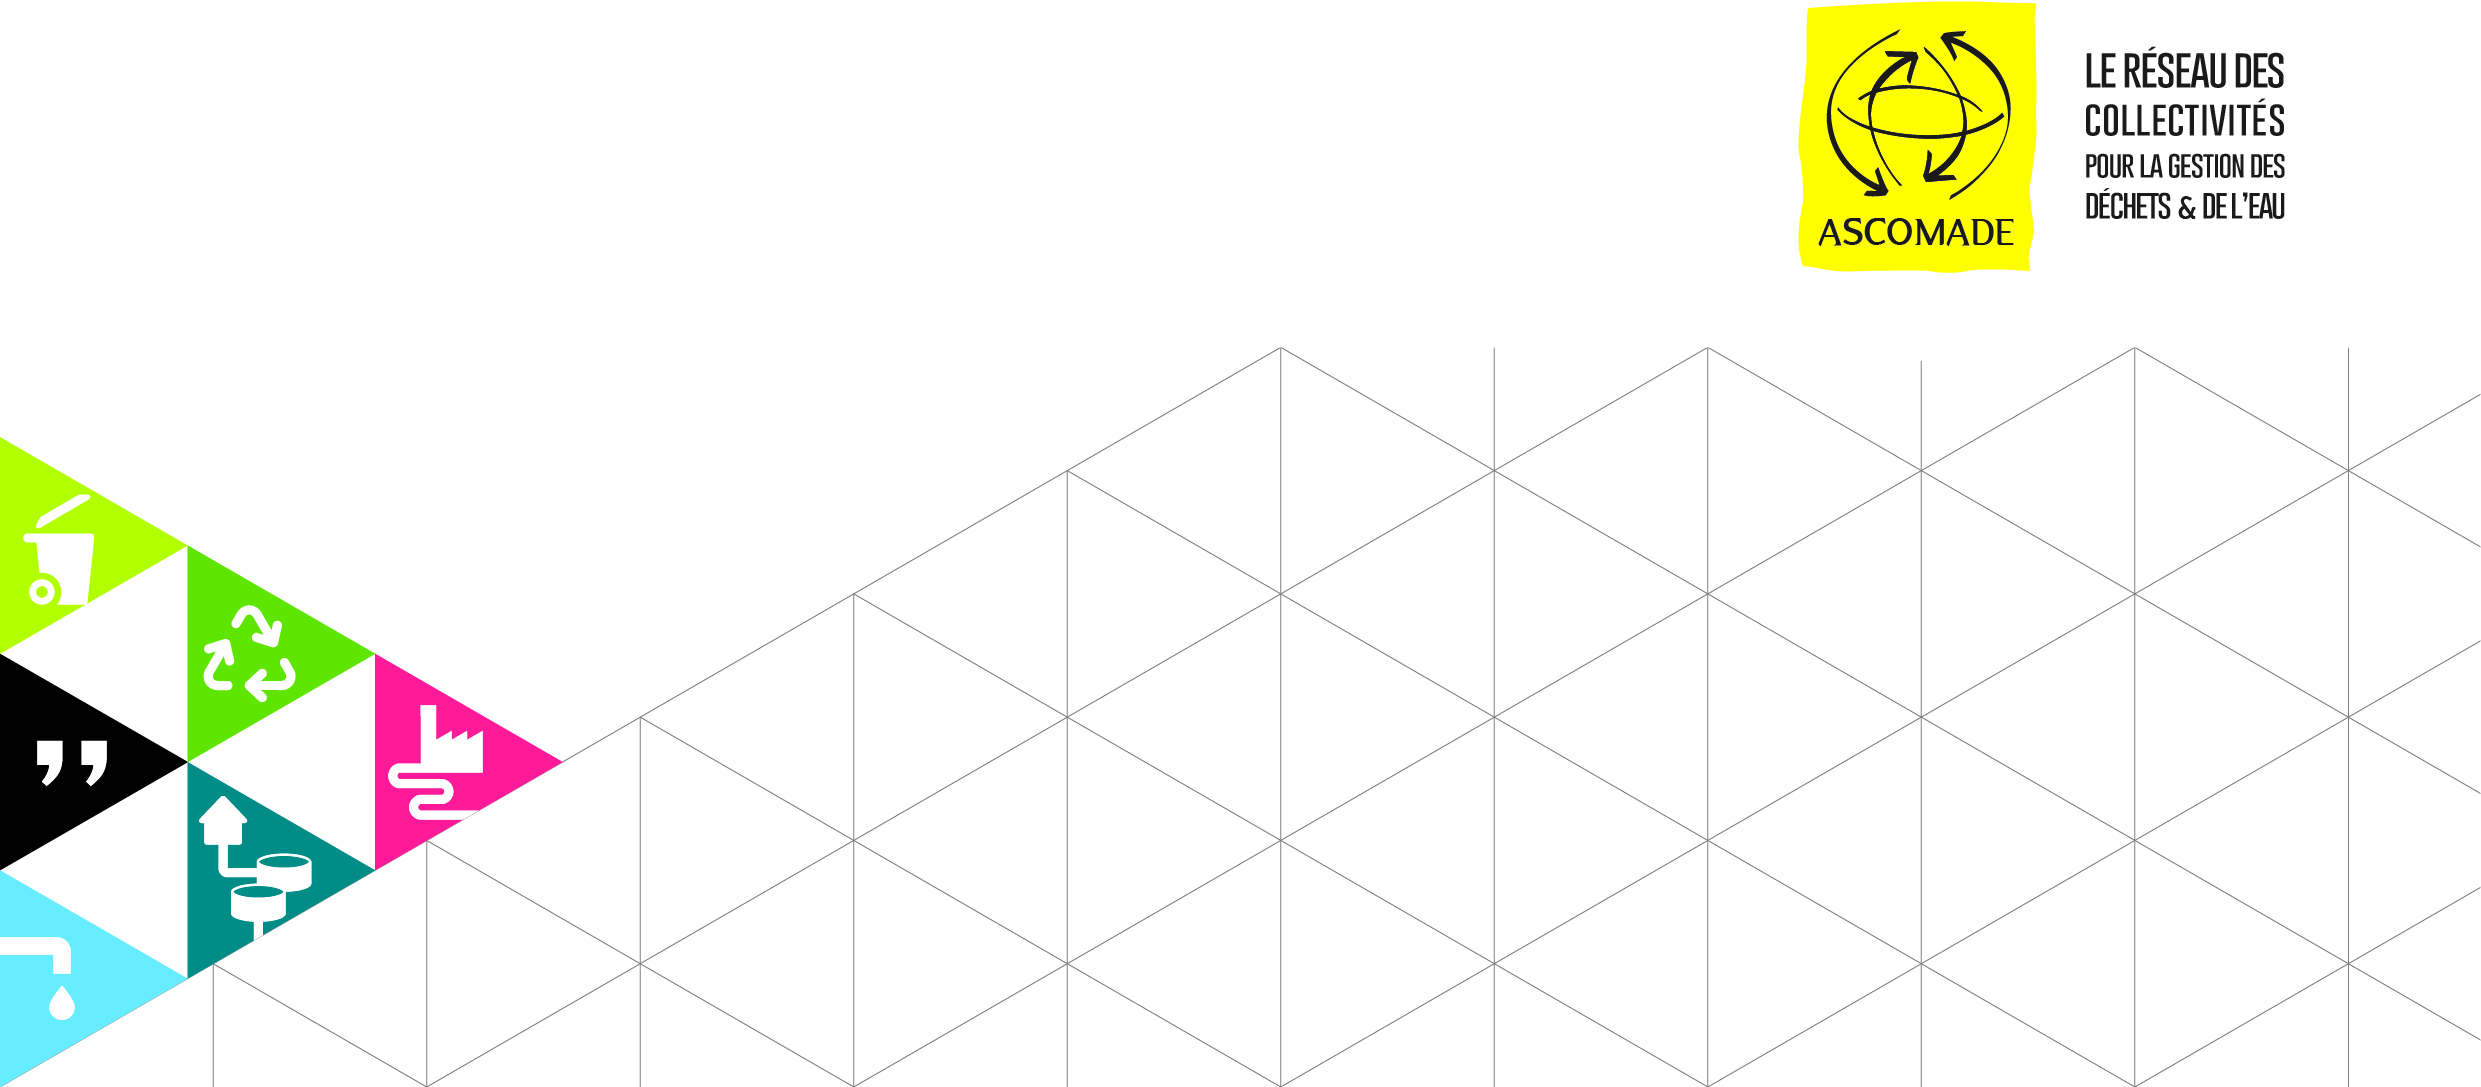 ASCOMADE
LE RÉSEAU DES
COLLECTIVITÉS
POUR LA GESTION DES
DÉCHETS & DE L'EAU